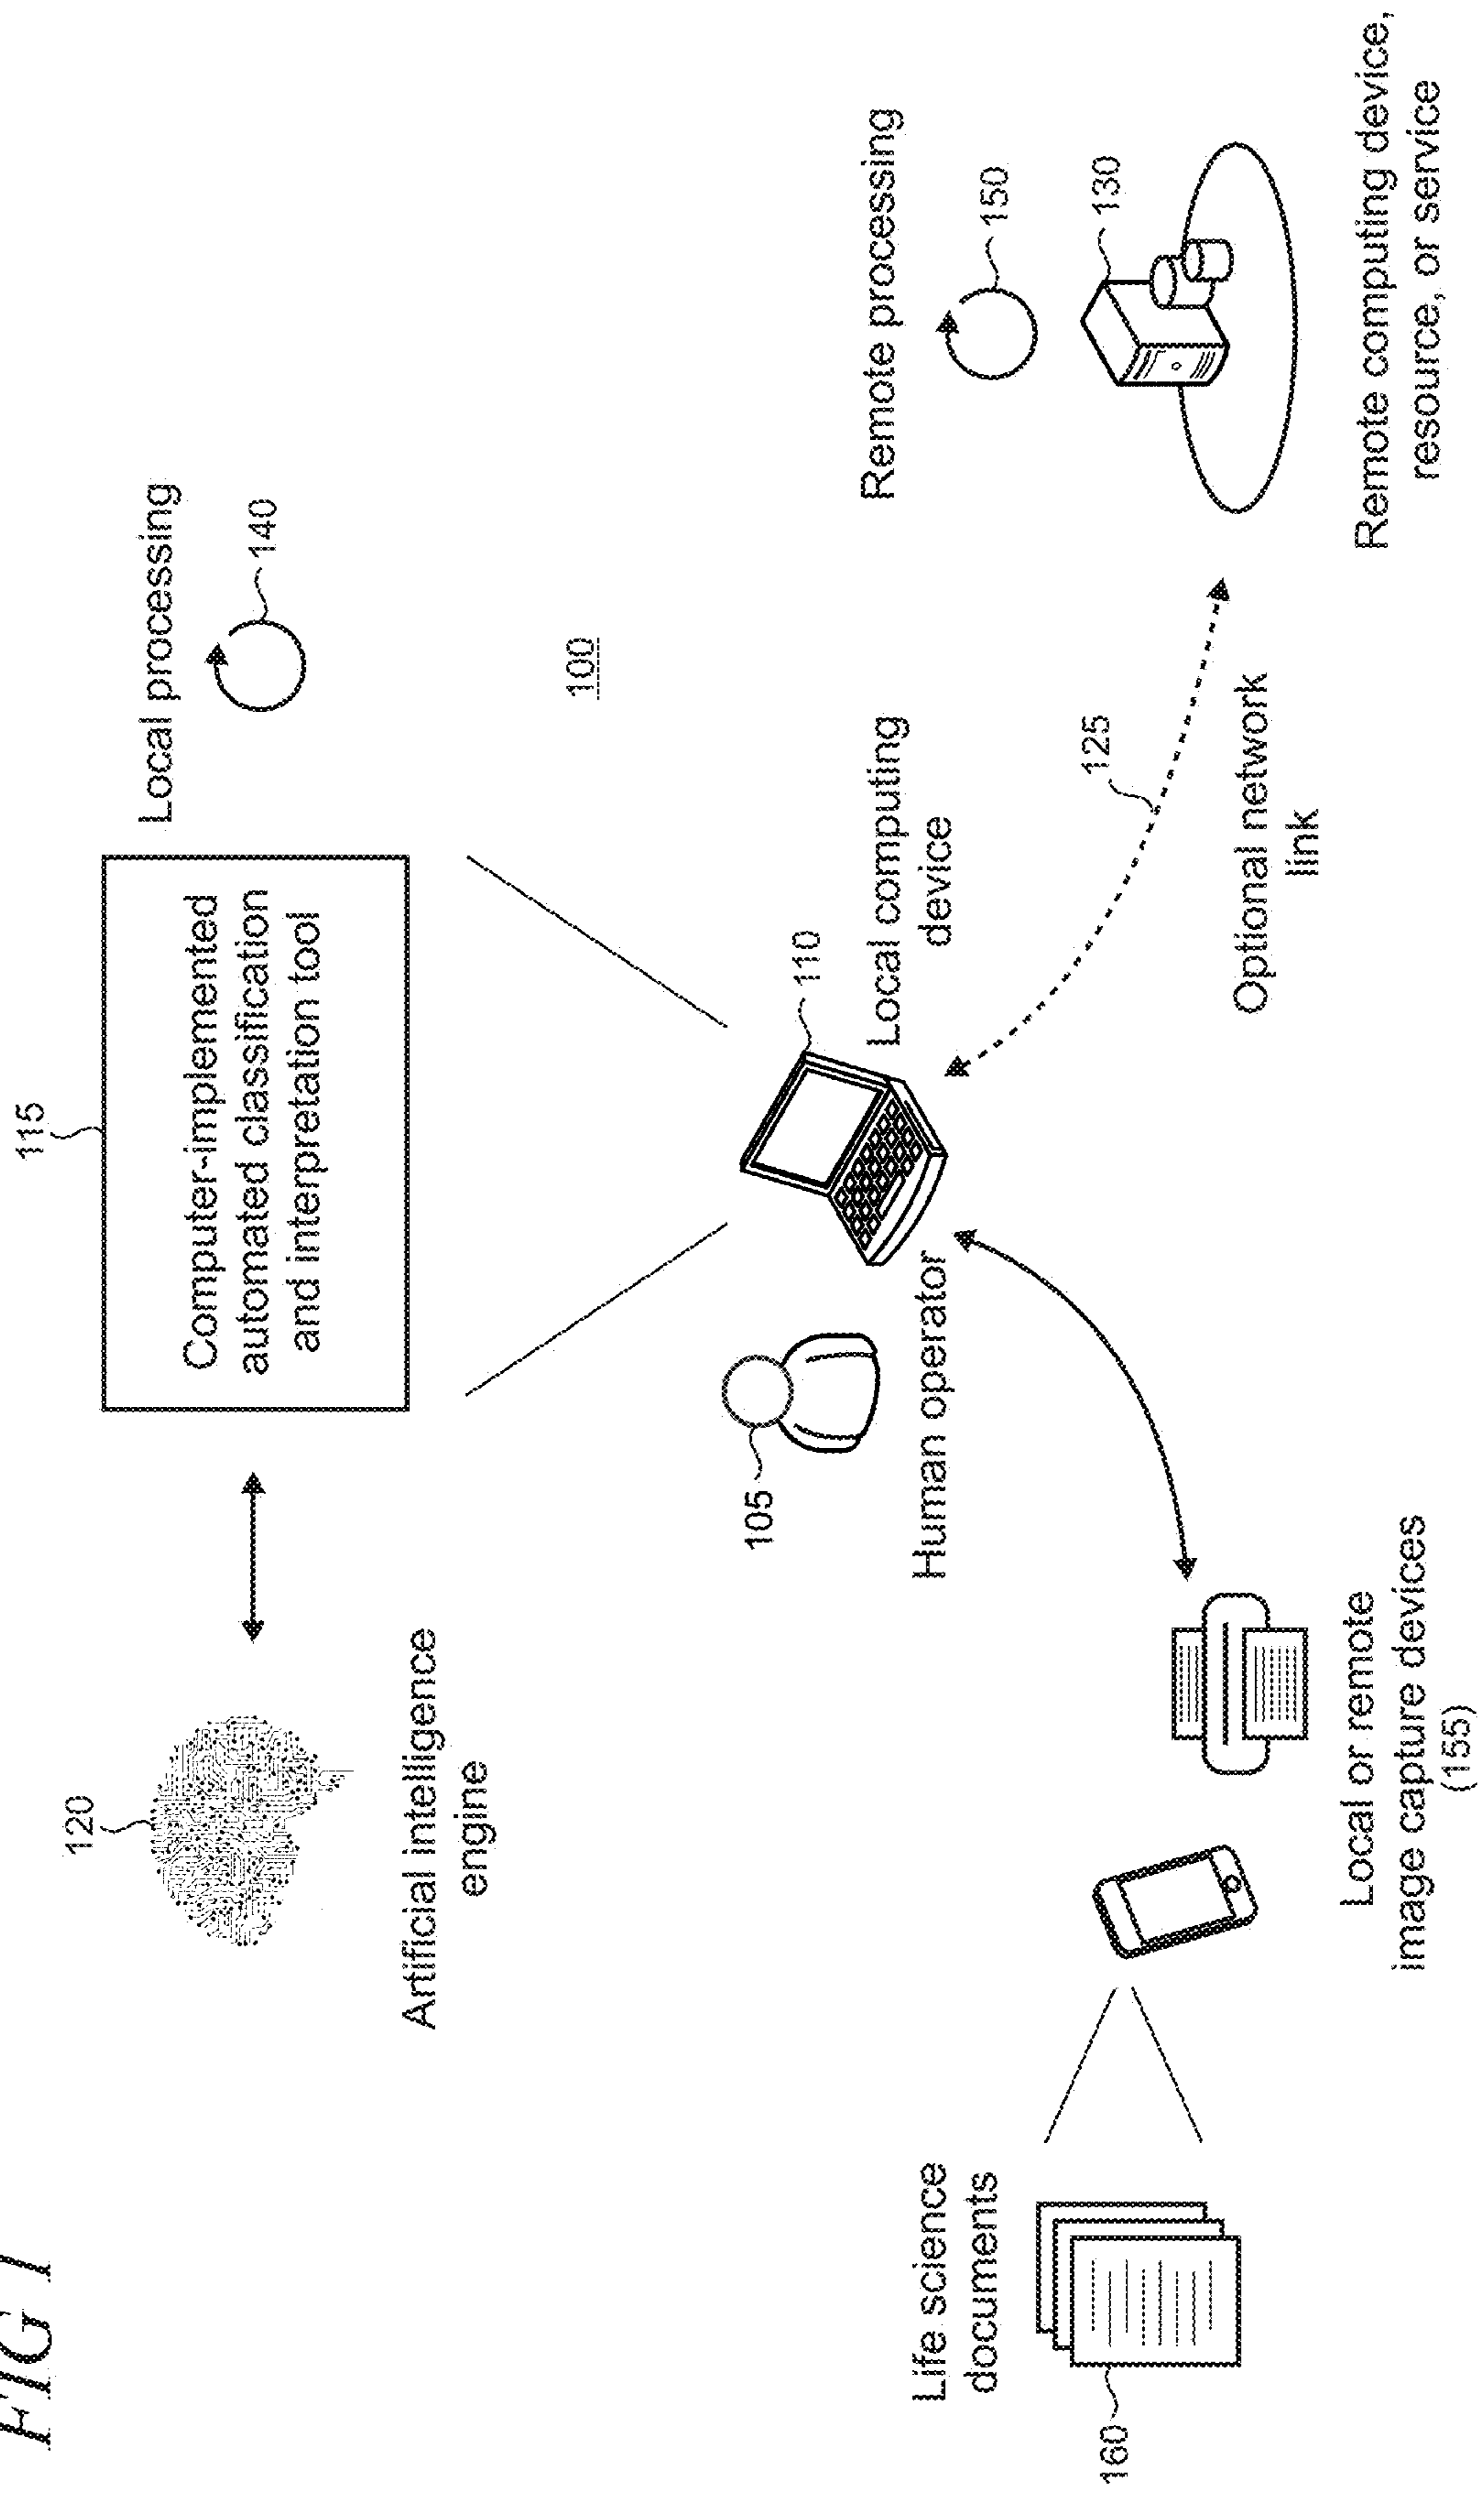 FIG 1
115
Computer-implemented
automated classification
and interpretation tool
Local processing
140
120
Artificial intelligence
engine
100
105
Human operator
110
Local computing
device
Remote processing
150
130
Remote computing device,
resource, or service
125
Optional network
link
Life science
documents
160
Local or remote
image capture devices
(155)